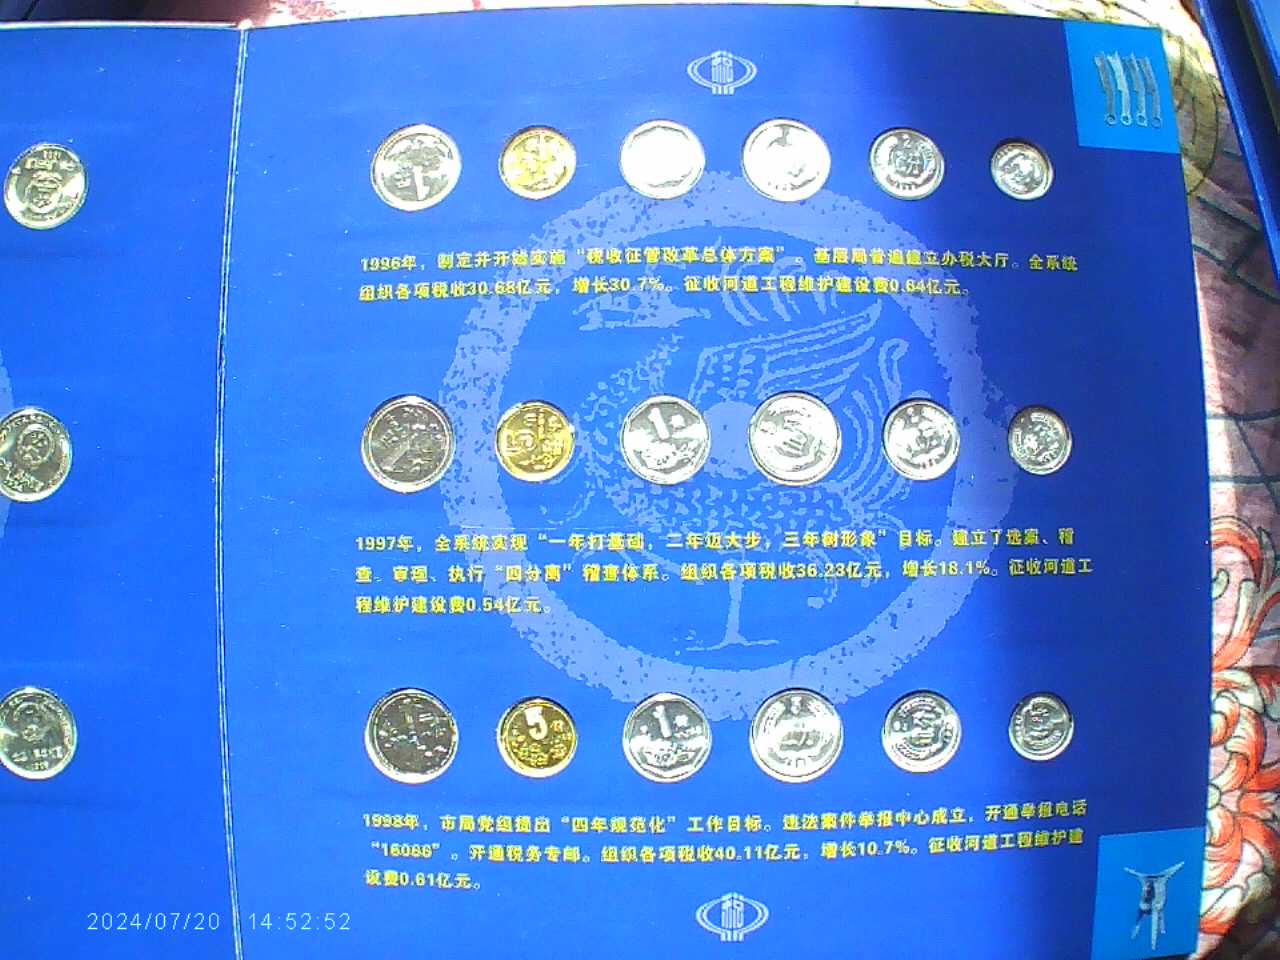 1996年，制定并开始实施“税收征管改革总体方案”。基层局普遍建立办税大厅。全系统
组织各项税收30.68亿元，增长30.7%。征收河道工程维护建设费0.64亿元。
1997年，全系统实现“一年打基础，二年迈大步，三年树形象”目标。建立了选案、稽
查、审理、执行“四分离”稽查体系。组织各项税收36.23亿元，增长18.1%。征收河道工
程维护建设费0.54亿元。
5
1
1998年，市局党组提出“四年规范化”工作目标。违法案件举报中心成立，开通举报电话
“16086”。开通税务专邮。组织各项税收40.11亿元，增长10.7%。征收河道工程维护建
设费0.61亿元。
2024/07/20 14:52:52